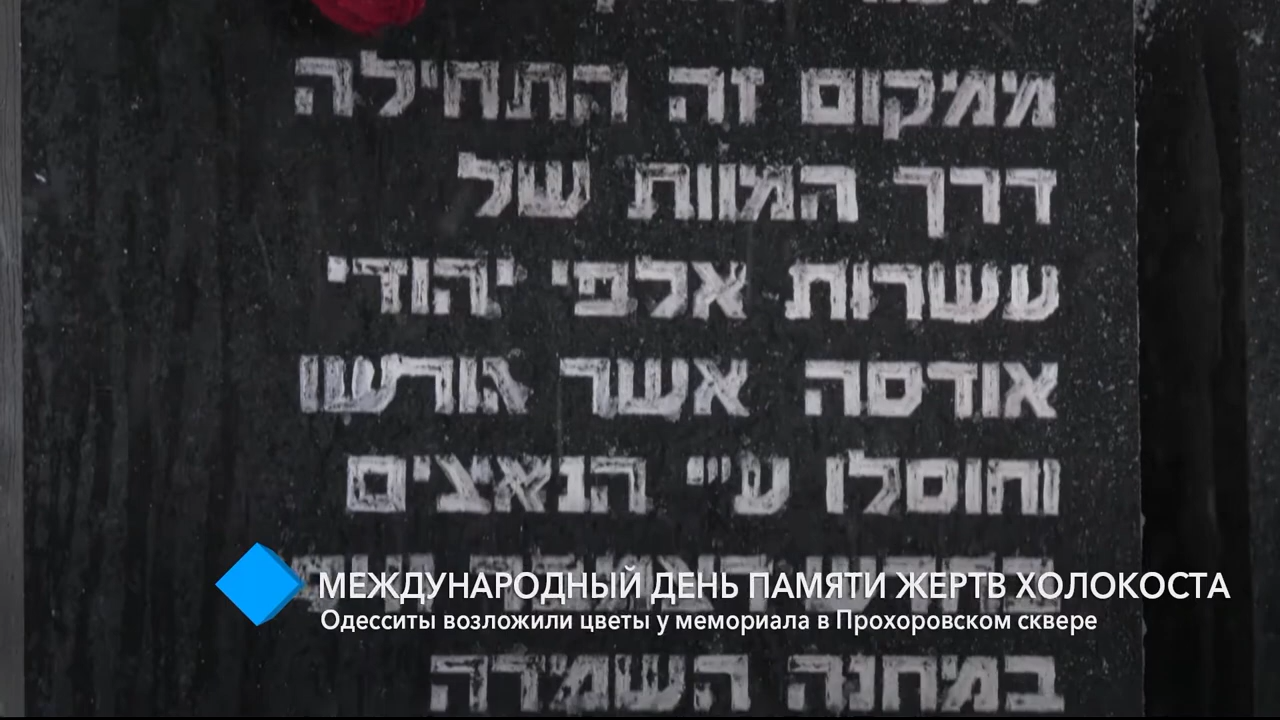 ממקום זה התחילה
דרך המוות של
עשרות אלפי יהודי
אודסה אשר גורשו
וחוסלו ע״י הנאצים
МЕЖДУНАРОДНЫЙ ДЕНЬ ПАМЯТИ ЖЕРТВ ХОЛОКОСТА
Одесситы возложили цветы у мемориала в Прохоровском сквере
במחנה השמדה